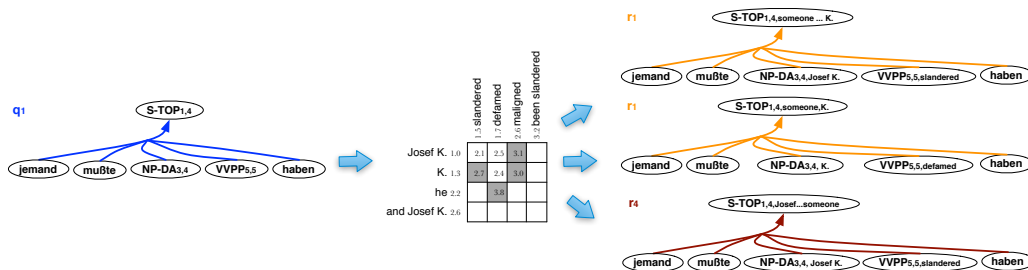 q1
S-TOP1,4
jemand mußte NP-DA3,4 VVPP5,5 haben
1.5 slandered
1.7 defamed
2.6 maligned
3.2 been slandered
Josef K. 1.0 2.1 2.5 3.1
K. 1.3 2.7 2.4 3.0
he 2.2 3.8
and Josef K. 2.6
r1
S-TOP1,4,someone ... K.
jemand mußte NP-DA3,4,Josef K. VVPP5,5,slandered haben
r1
S-TOP1,4,someone,K.
jemand mußte NP-DA3,4, K. VVPP5,5,defamed haben
r4
S-TOP1,4,Josef...someone
jemand mußte NP-DA3,4, Josef K. VVPP5,5,slandered haben